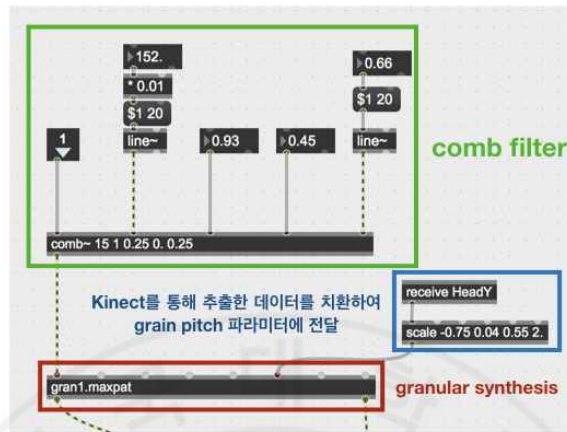 152.
* 0.01
$1 20
line~
1
0.93
0.45
0.66
$1 20
line~
comb filter
comb~ 15 1 0.25 0. 0.25
Kinect를 통해 추출한 데이터를 치환하여
grain pitch 파라미터에 전달
receive HeadY
scale -0.75 0.04 0.55 2.
gran1.maxpat
granular synthesis